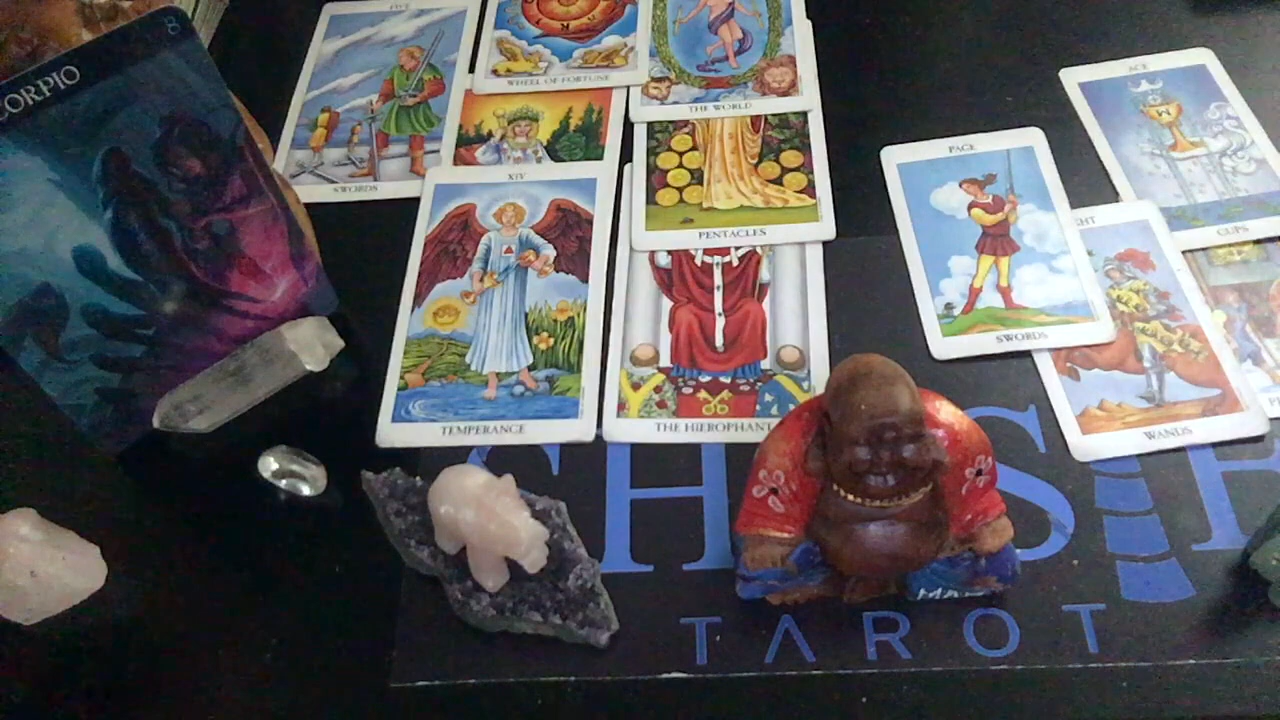 8
CORPIO
FIVE
SWORDS
WHEEL OF FORTUNE
THE WORLD
PENTACLES
XIV
TEMPERANCE
THE HIEROPHANT
PAGE
SWORDS
ACE
CUPS
GHT
WANDS
TAROT